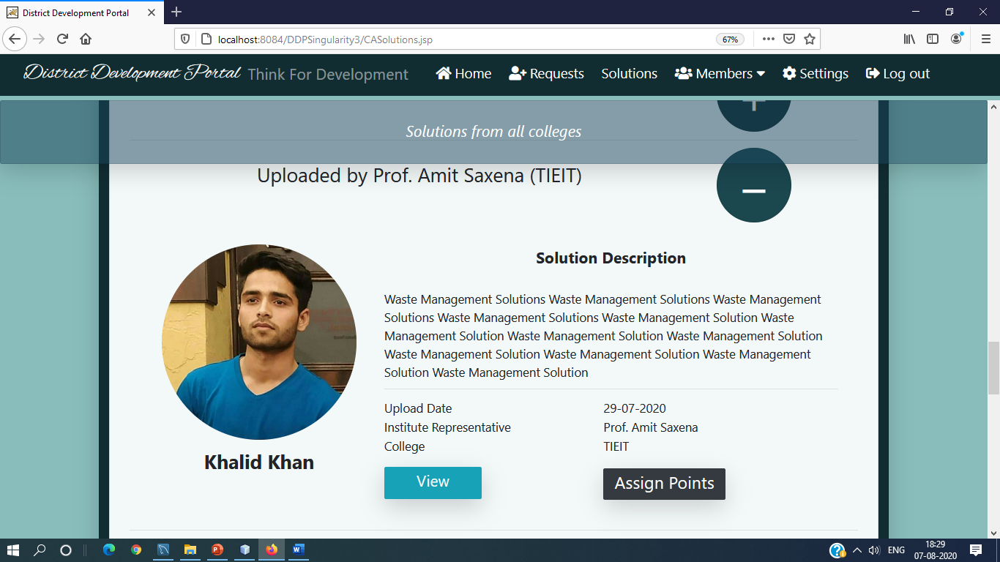 District Development Portal
localhost:8084/DDPSingularity3/CASolutions.jsp
67%
District Development Portal Think For Development Home Requests Solutions Members Settings Log out
Solutions from all colleges
Uploaded by Prof. Amit Saxena (TIEIT)
Solution Description
Waste Management Solutions Waste Management Solutions Waste Management
Solutions Waste Management Solutions Waste Management Solution Waste
Management Solution Waste Management Solution Waste Management Solution
Waste Management Solution Waste Management Solution Waste Management
Solution Waste Management Solution
Upload Date 29-07-2020
Institute Representative Prof. Amit Saxena
College TIEIT
Khalid Khan
View
Assign Points
ENG
18:29
07-08-2020